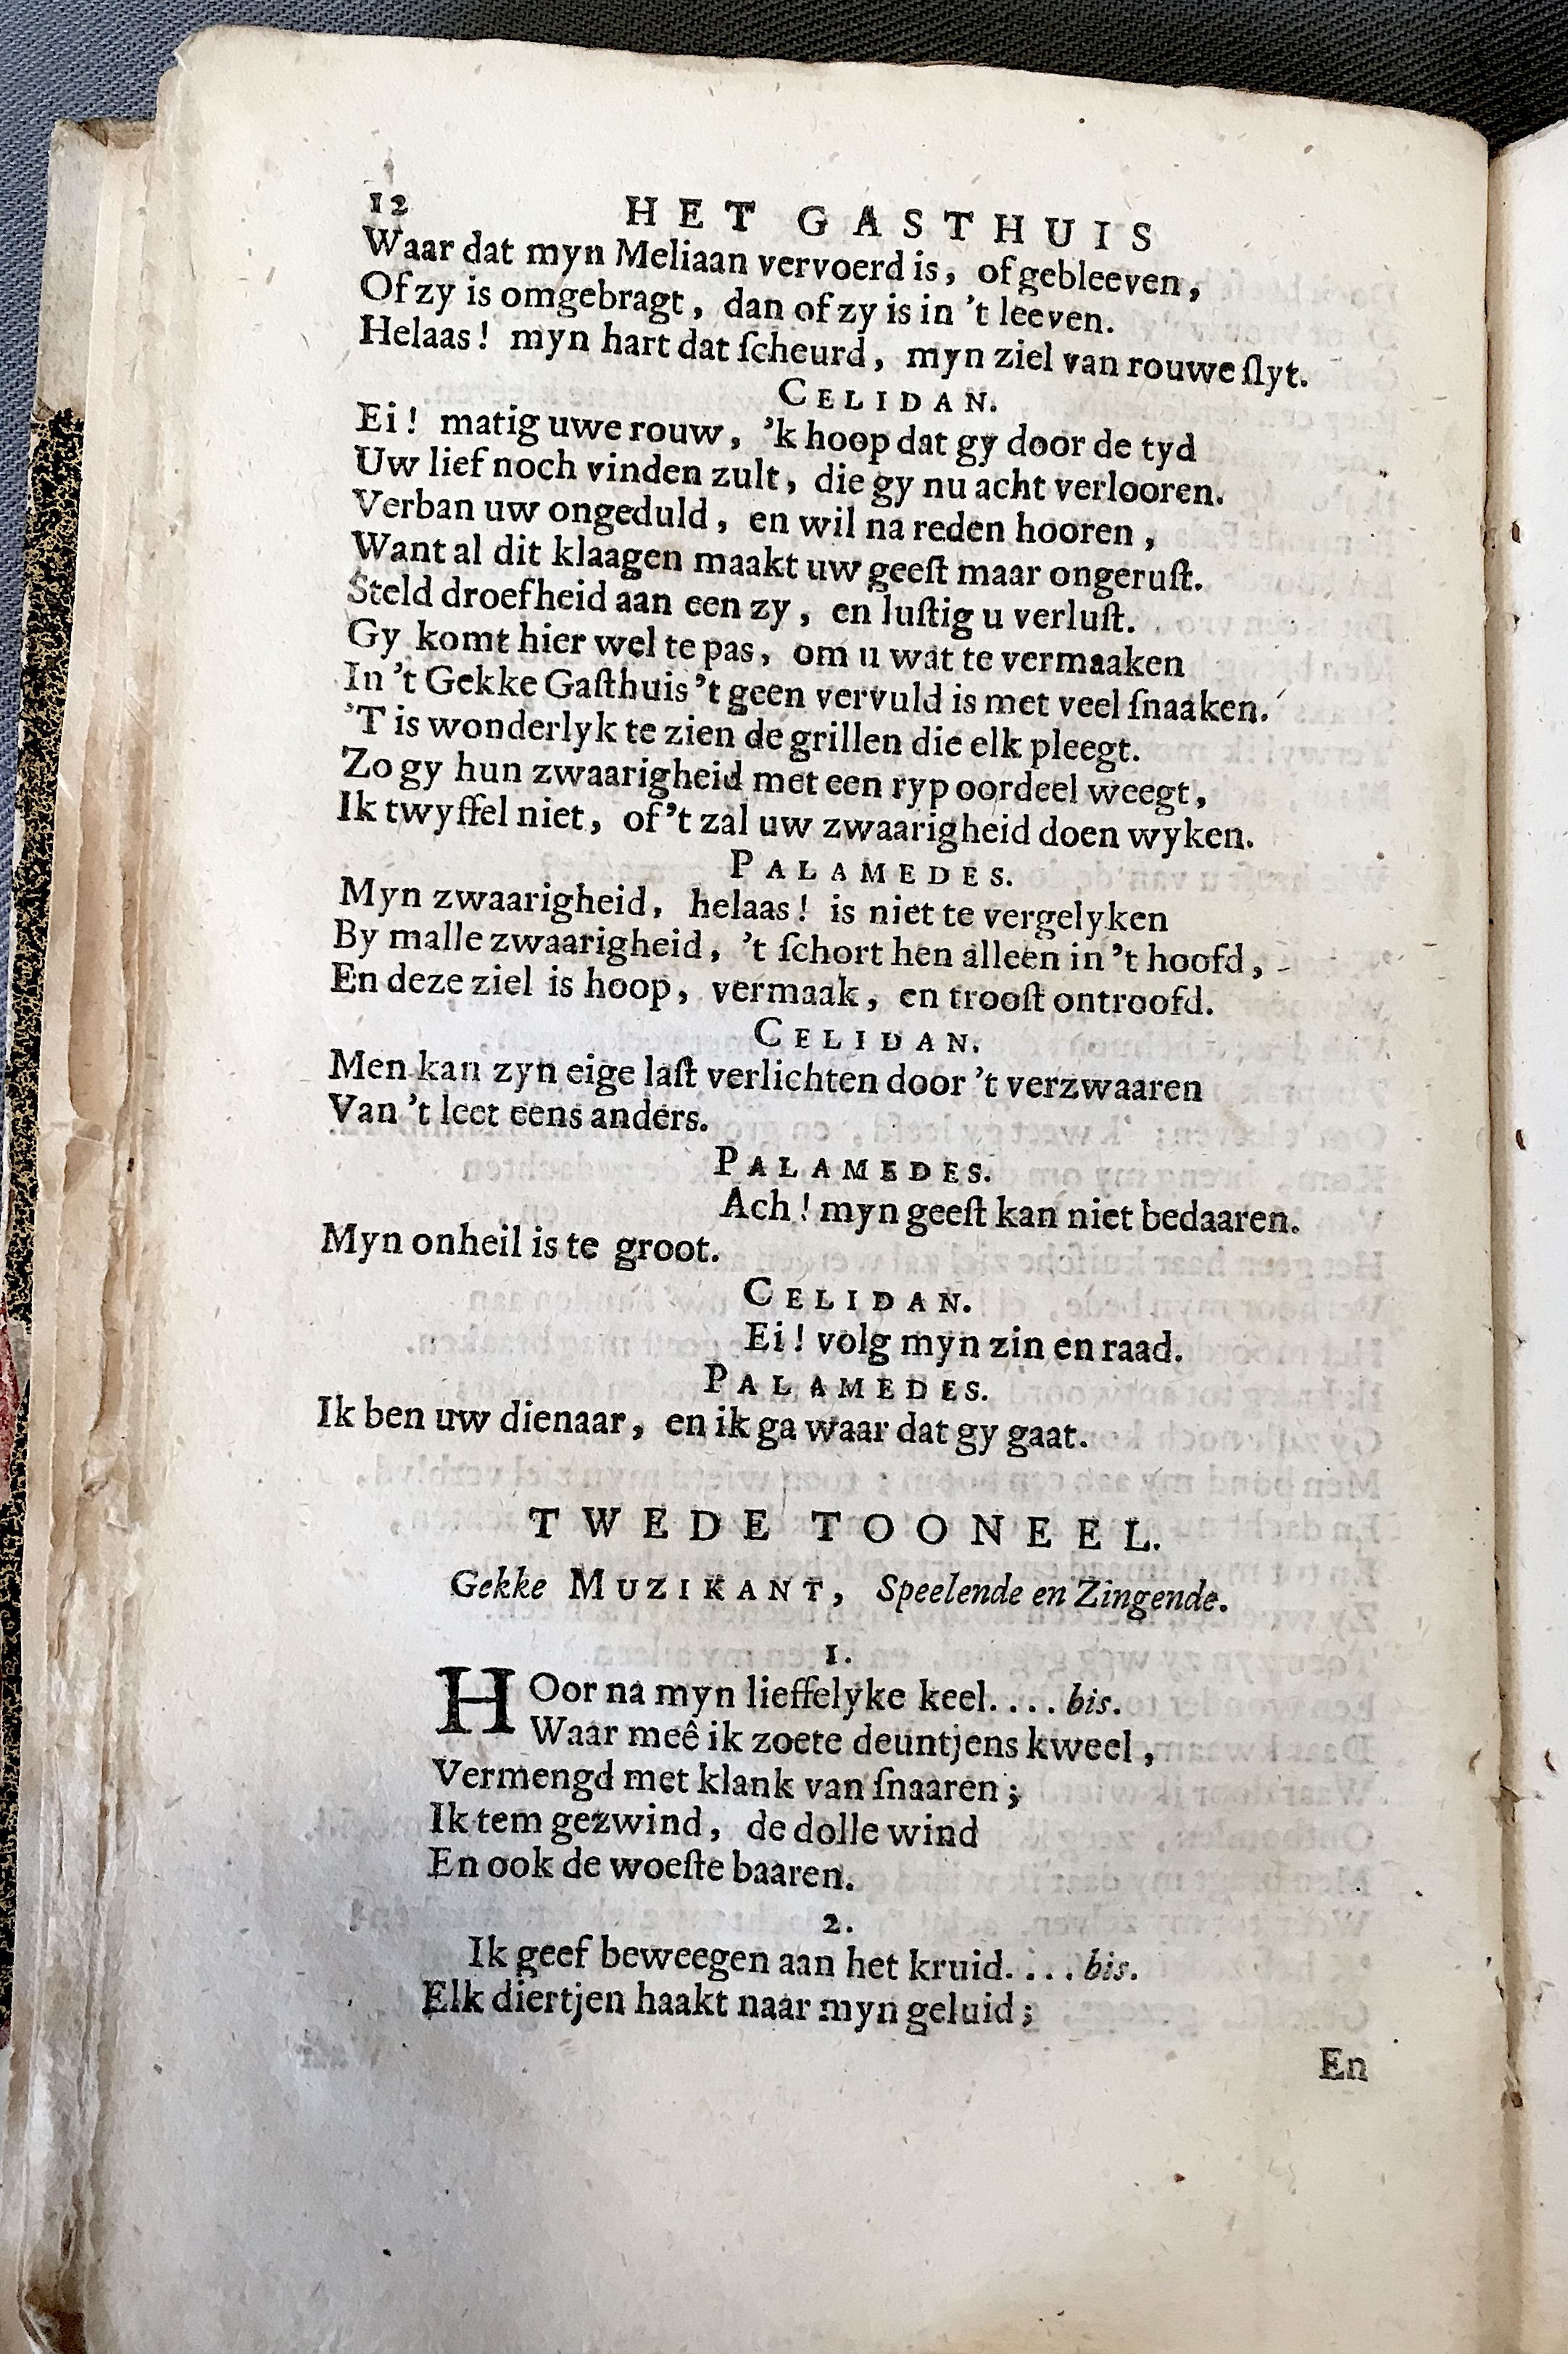 12 HET GASTHUIS
Waar dat myn Meliaan vervoerd is, of gebleeven,
Of zy is omgebragt, dan of zy is in 't leeven.
Helaas! myn hart dat ſcheurd, myn ziel van rouwe ſlyt.
CELIDAN.
Ei! matig uwe rouw, 'k hoop dat gy door de tyd
Uw lief noch vinden zult, die gy nu acht verlooren.
Verban uw ongeduld, en wil na reden hooren,
Want al dit klaagen maakt uw geeſt maar ongeruſt.
Steld droefheid aan een zy, en luſtig u verluſt.
Gy komt hier wel te pas, om u wat te vermaaken
In 't Gekke Gaſthuis 't geen vervuld is met veel ſnaaken.
'T is wonderlyk te zien de grillen die elk pleegt.
Zo gy hun zwaarigheid met een ryp oordeel weegt,
Ik twyffel niet, of 't zal uw zwaarigheid doen wyken.
PALAMEDES.
Myn zwaarigheid, helaas! is niet te vergelyken
By malle zwaarigheid, 't ſchort hen alleen in 't hoofd,
En deze ziel is hoop, vermaak, en trooſt ontroofd.
CELIDAN.
Men kan zyn eige laſt verlichten door 't verzwaaren
Van 't leet eens anders.
PALAMEDES.
Ach! myn geeſt kan niet bedaaren.
Myn onheil is te groot.
CELIDAN.
Ei! volg myn zin en raad.
PALAMEDES.
Ik ben uw dienaar, en ik ga waar dat gy gaat.
TWEDE TOONEEL.
Gekke MUZIKANT, Speelende en Zingende.
1.
HOor na myn lieffelyke keel.... bis.
Waar meê ik zoete deuntjens kweel,
Vermengd met klank van ſnaaren;
Ik tem gezwind, de dolle wind
En ook de woeſte baaren.
2.
Ik geef beweegen aan het kruid.... bis.
Elk diertjen haakt naar myn geluid;
En